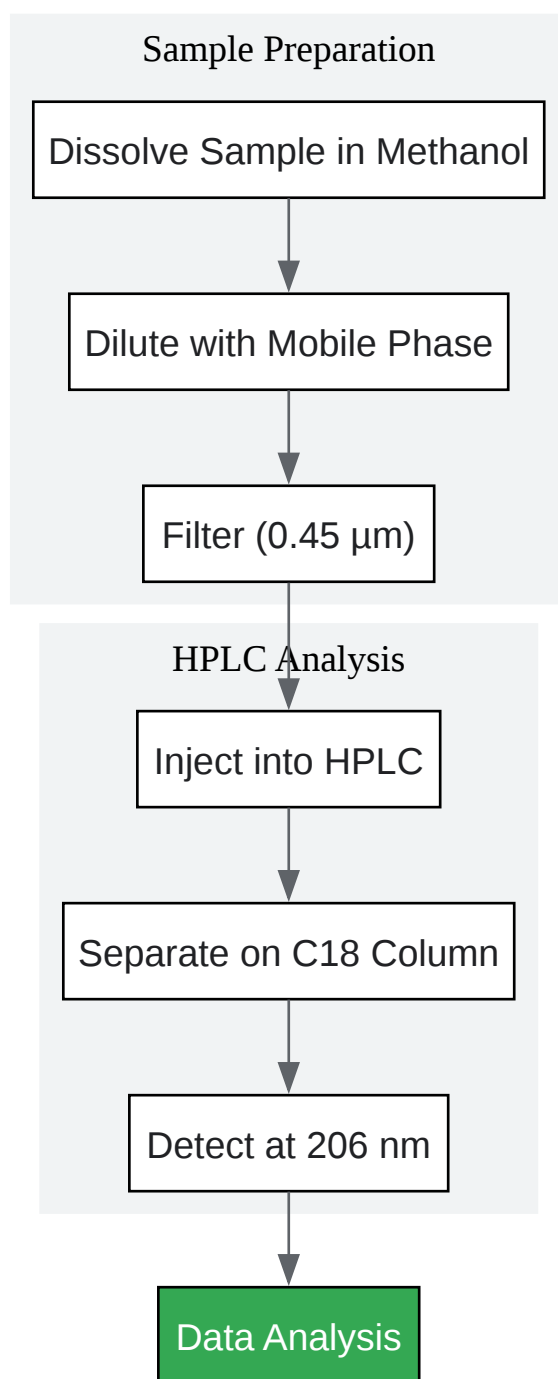 Sample Preparation
Dissolve Sample in Methanol
Dilute with Mobile Phase
Filter (0.45 µm)
HPLC Analysis
Inject into HPLC
Separate on C18 Column
Detect at 206 nm
Data Analysis